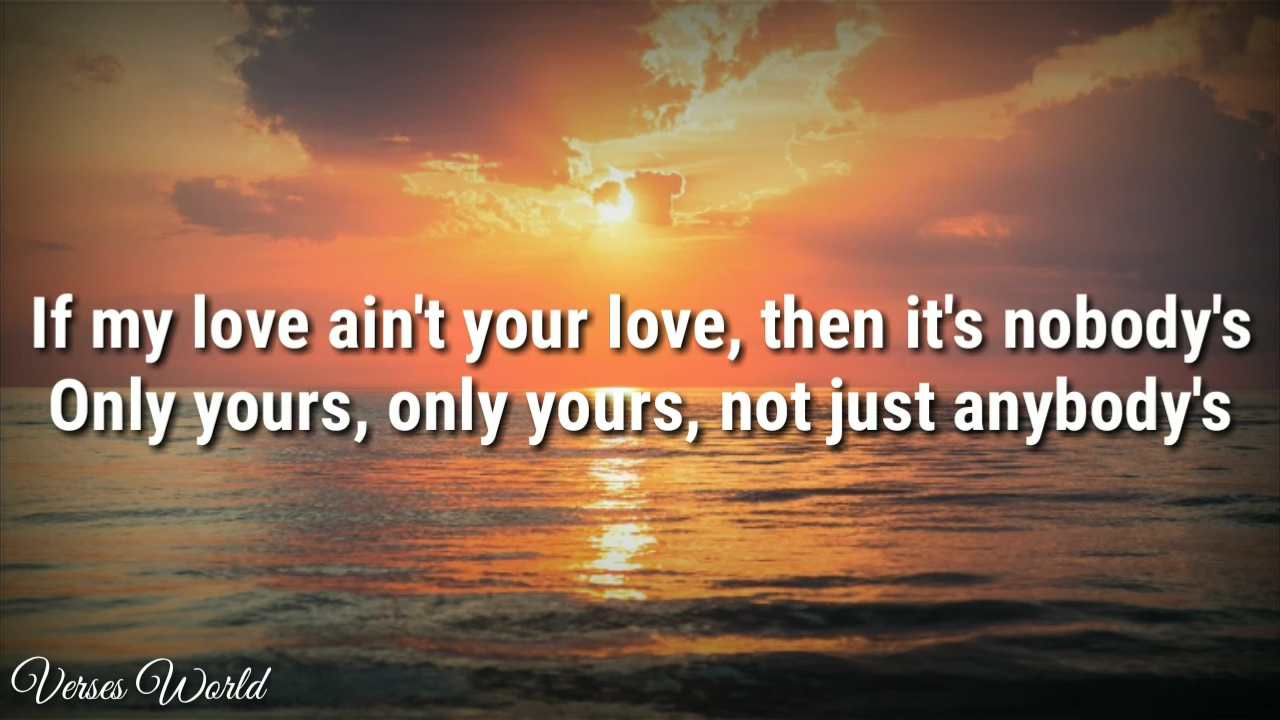 If my love ain't your love, then it's nobody's
Only yours, only yours, not just anybody's
Verses World